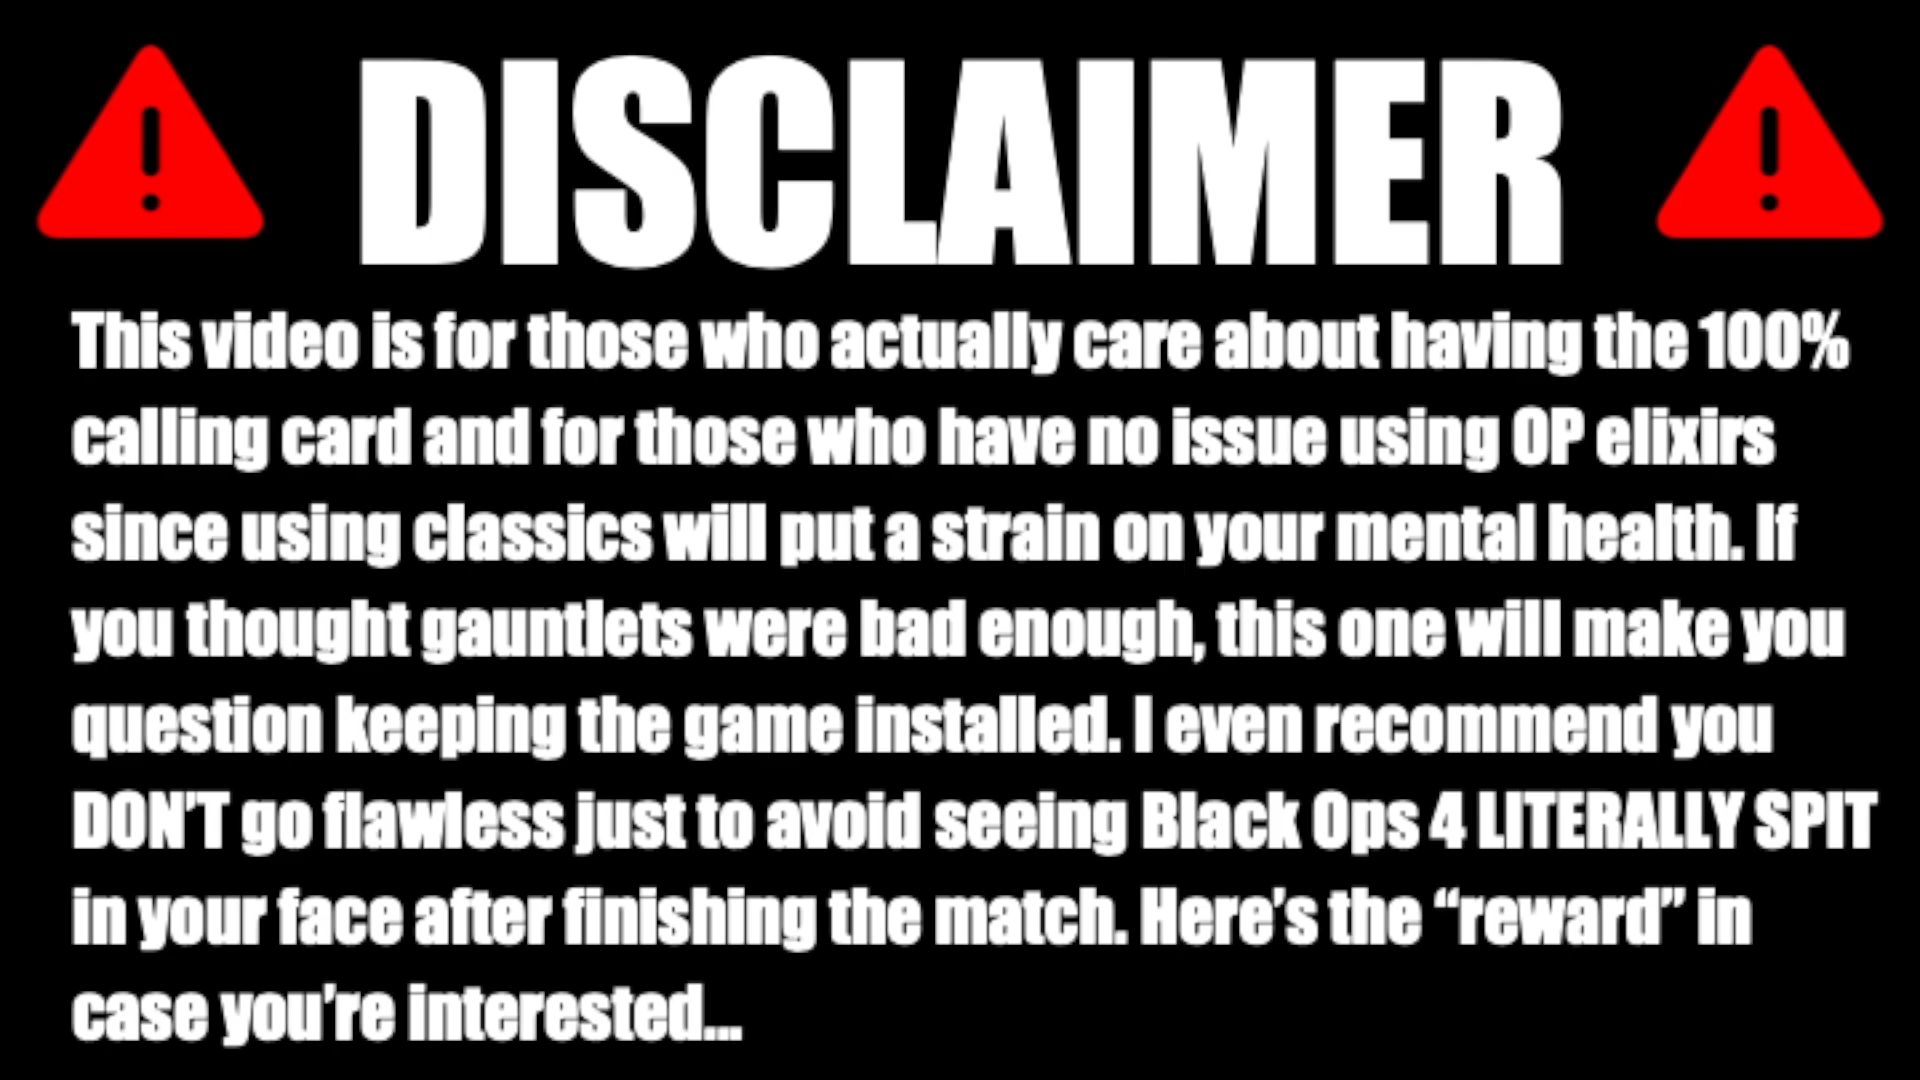 DISCLAIMER
This video is for those who actually care about having the 100%
calling card and for those who have no issue using OP elixirs
since using classics will put a strain on your mental health. If
you thought gauntlets were bad enough, this one will make you
question keeping the game installed. I even recommend you
DON'T go flawless just to avoid seeing Black Ops 4 LITERALLY SPIT
in your face after finishing the match. Here's the “reward” in
case you're interested...